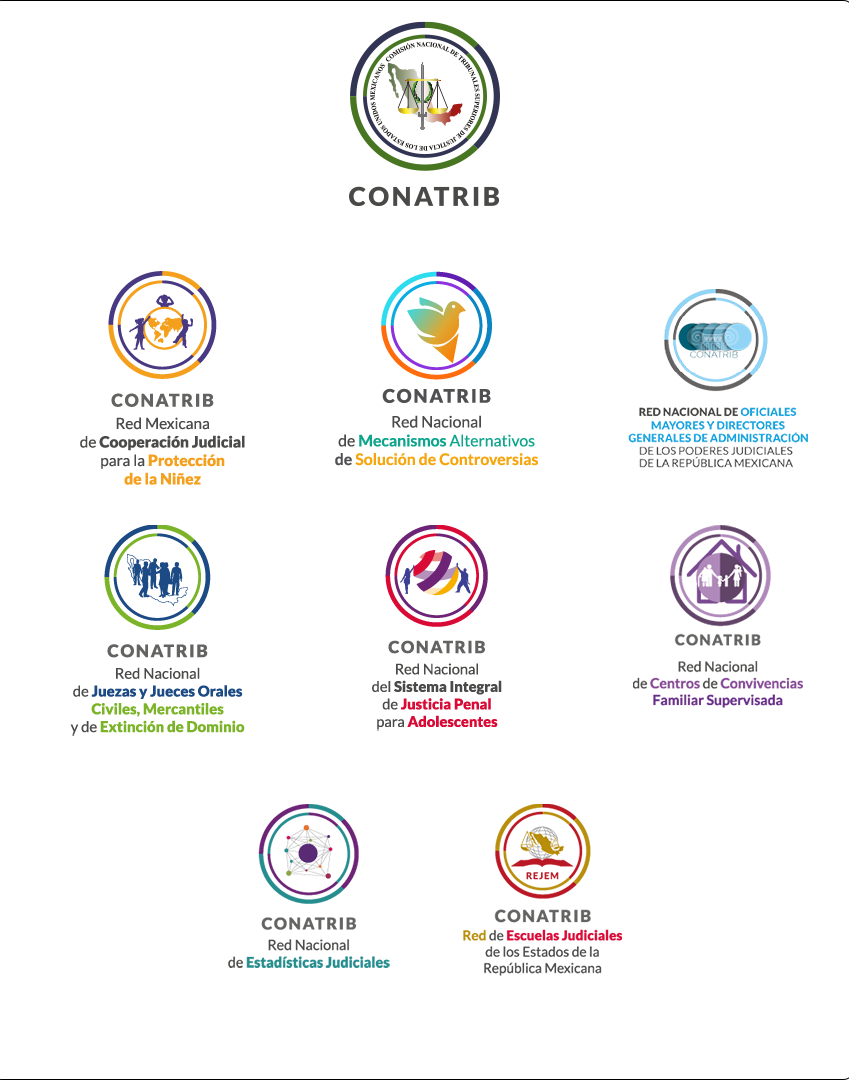 COMISIÓN NACIONAL DE TRIBUNALES SUPERIORES DE JUSTICIA DE LOS ESTADOS UNIDOS MEXICANOS
CONATRIB
CONATRIB
Red Mexicana
de Cooperación Judicial
para la Protección
de la Niñez
CONATRIB
Red Nacional
de Mecanismos Alternativos
de Solución de Controversias
CONATRIB
RED NACIONAL DE OFICIALES
MAYORES Y DIRECTORES
GENERALES DE ADMINISTRACIÓN
DE LOS PODERES JUDICIALES
DE LA REPÚBLICA MEXICANA
CONATRIB
Red Nacional
de Juezas y Jueces Orales
Civiles, Mercantiles
y de Extinción de Dominio
CONATRIB
Red Nacional
del Sistema Integral
de Justicia Penal
para Adolescentes
CONATRIB
Red Nacional
de Centros de Convivencias
Familiar Supervisada
CONATRIB
Red Nacional
de Estadísticas Judiciales
REJEM
CONATRIB
Red de Escuelas Judiciales
de los Estados de la
República Mexicana